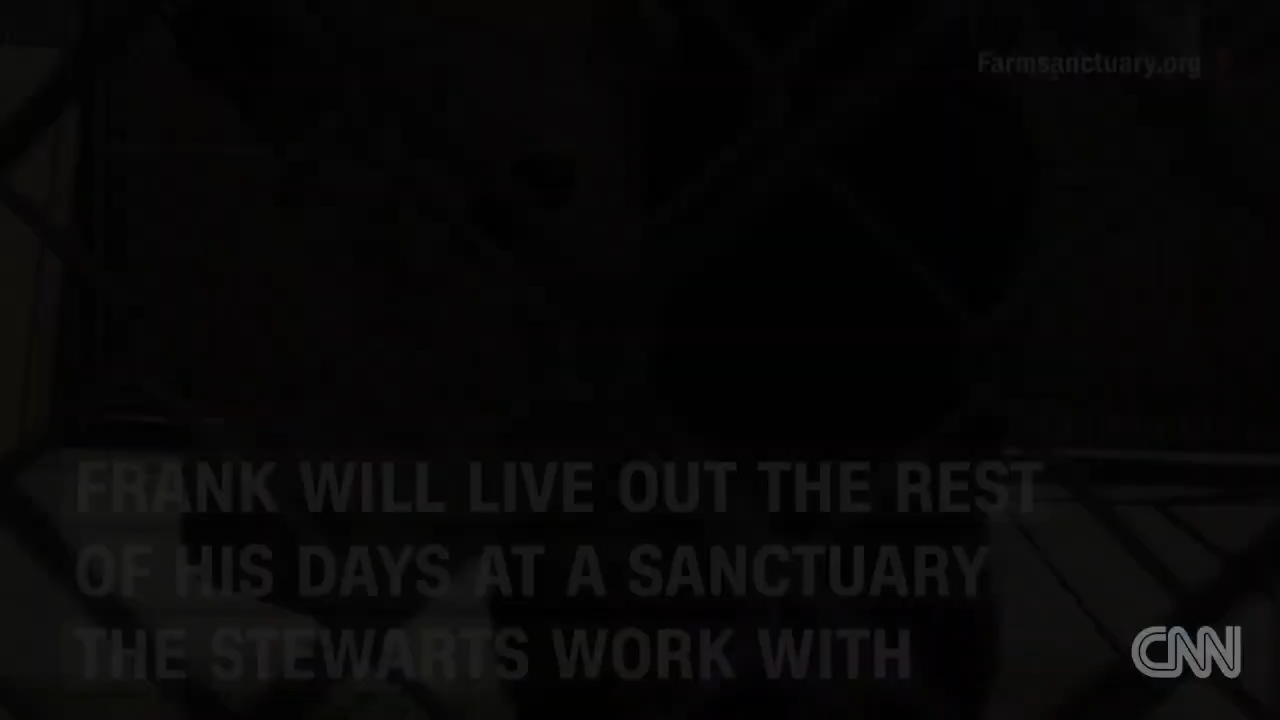 Farmsanctuary.org
FRANK WILL LIVE OUT THE REST
OF HIS DAYS AT A SANCTUARY
THE STEWARTS WORK WITH
CNN